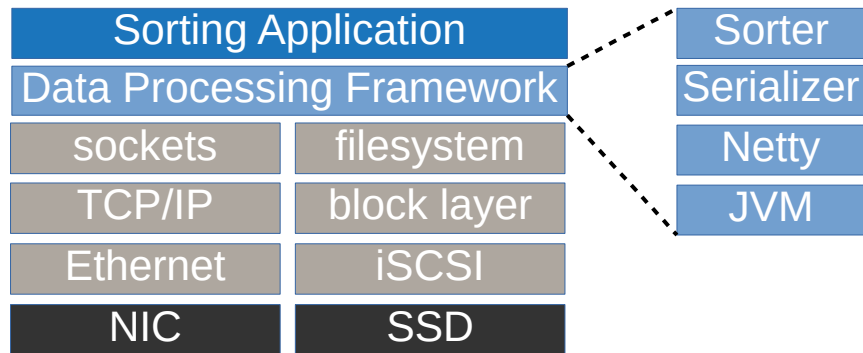 Sorting Application
Data Processing Framework
sockets
filesystem
TCP/IP
block layer
Ethernet
iSCSI
NIC
SSD
Sorter
Serializer
Netty
JVM